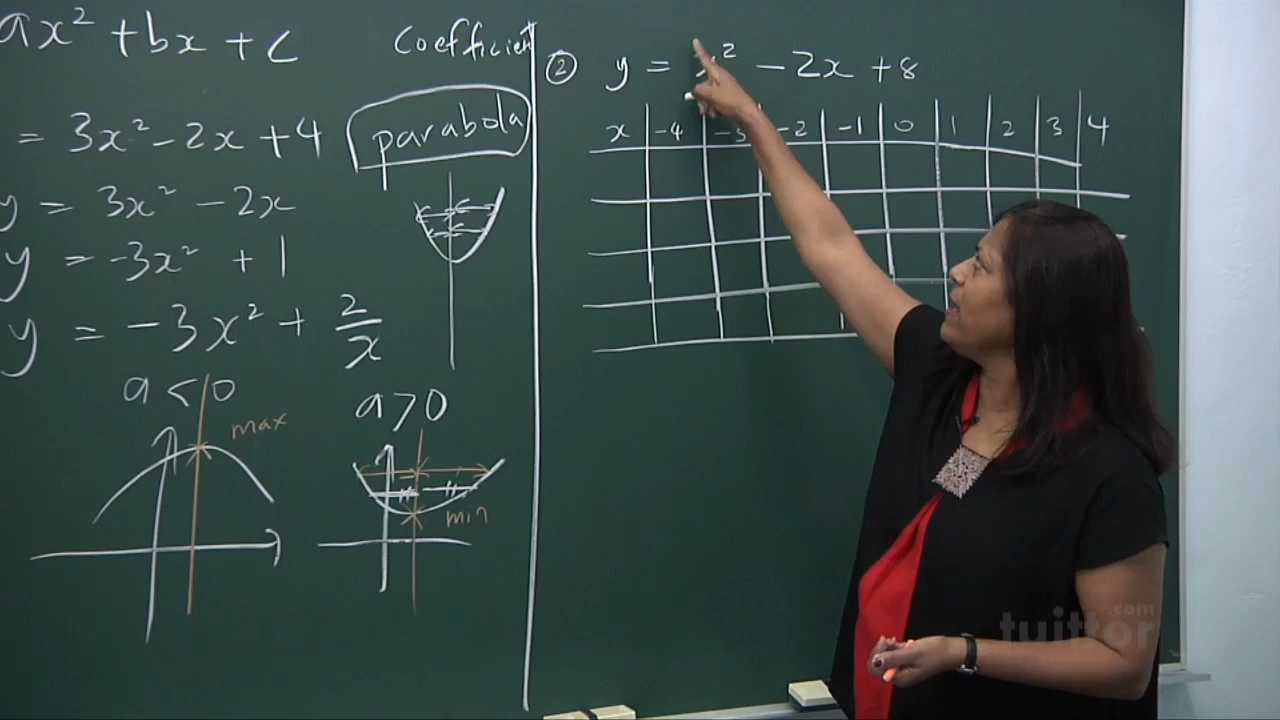 ax² + bx + c
Coefficient
= 3x² - 2x + 4
parabola
y = 3x² - 2x
y = -3x² + 1
y = -3x² + 2/x
a < 0
a > 0
max
min
② y = x² - 2x + 8
x -4 -3 -2 -1 0 1 2 3 4
tuittor.com